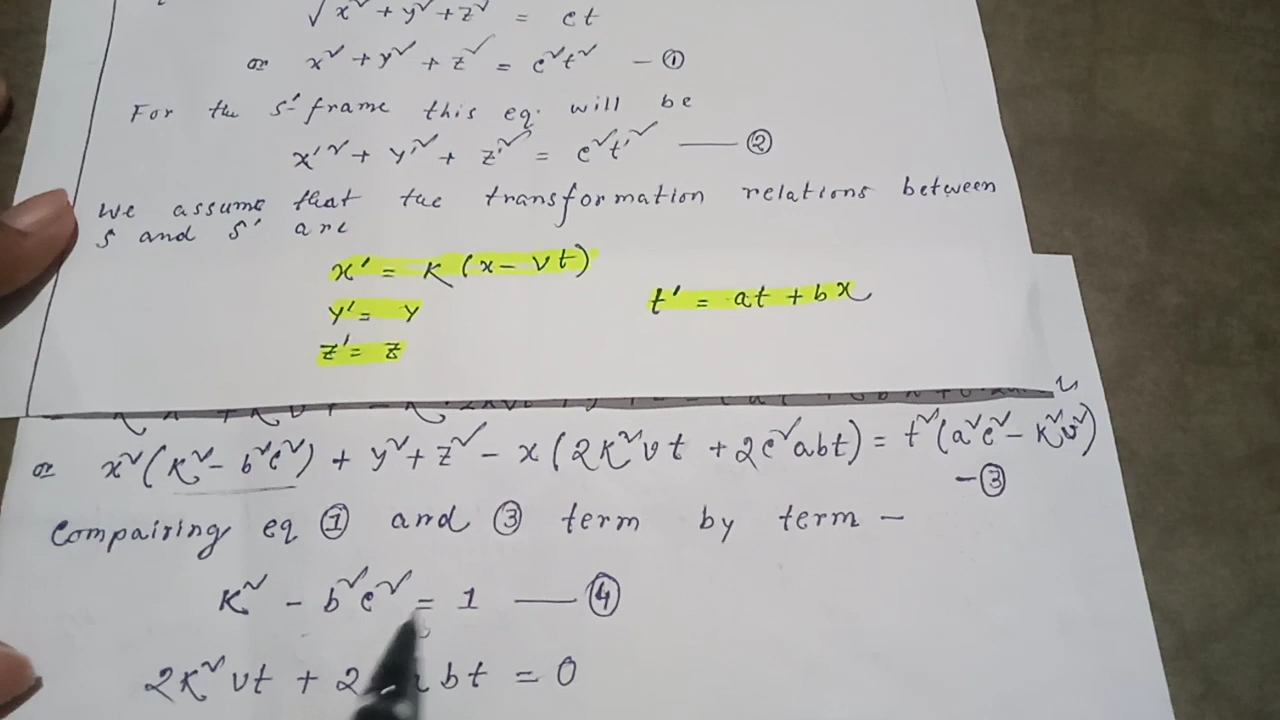 √x² + y² + z² = ct
or x² + y² + z² = c²t² — ①
For the s' frame this eq. will be
x'² + y'² + z'² = c²t'² — ②
We assume that the transformation relations between
s and s' are
x' = K (x - vt)
y' = y t' = at + bx
z' = z
or x² (K² - b²c²) + y² + z² - x (2K²vt + 2c²abt) = t² (a²c² - K²v²)
— ③
Compairing eq ① and ③ term by term -
K² - b²c² = 1 — ④
2K²vt + 2 bt = 0